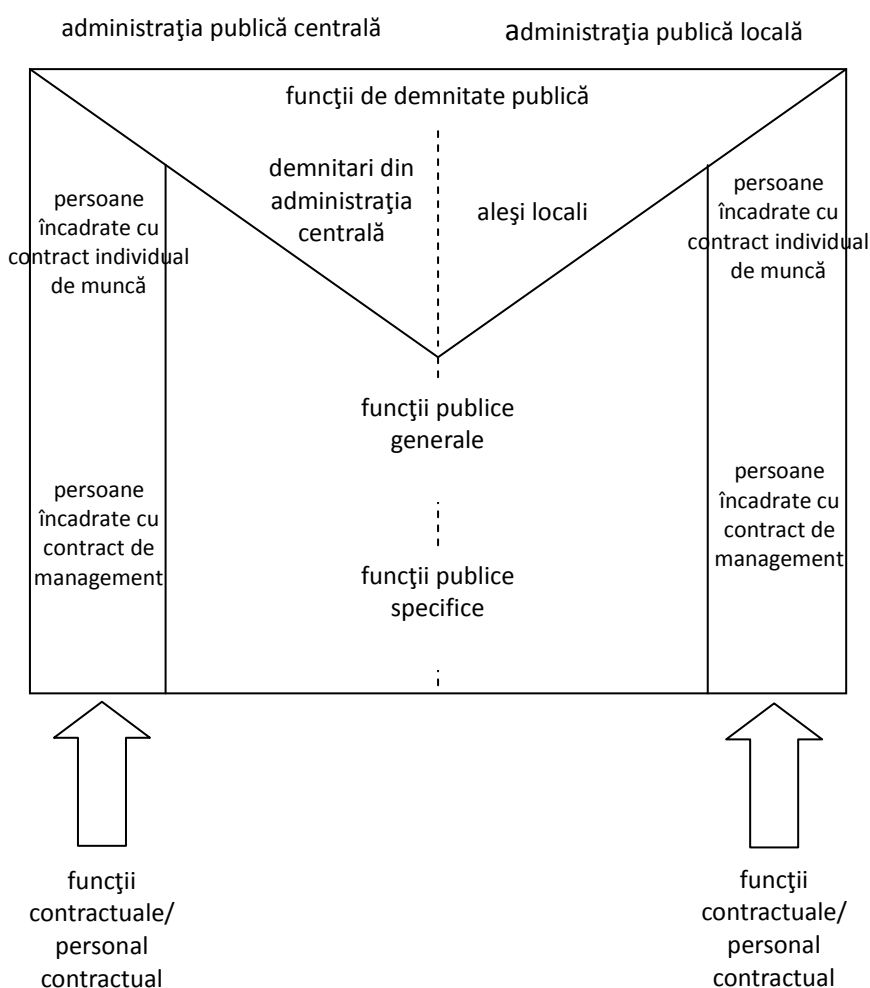 administraţia publică centrală
administraţia publică locală
funcţii de demnitate publică
demnitari din
administraţia
centrală
aleşi locali
persoane
încadrate cu
contract individual
de muncă
persoane
încadrate cu
contract individual
de muncă
funcţii publice
generale
persoane
încadrate cu
contract de
management
persoane
încadrate cu
contract de
management
funcţii publice
specifice
funcţii
contractuale/
personal
contractual
funcţii
contractuale/
personal
contractual